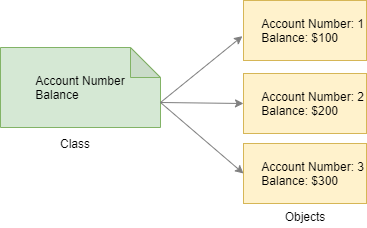 Account Number
Balance
Class
Account Number: 1
Balance: $100
Account Number: 2
Balance: $200
Account Number: 3
Balance: $300
Objects